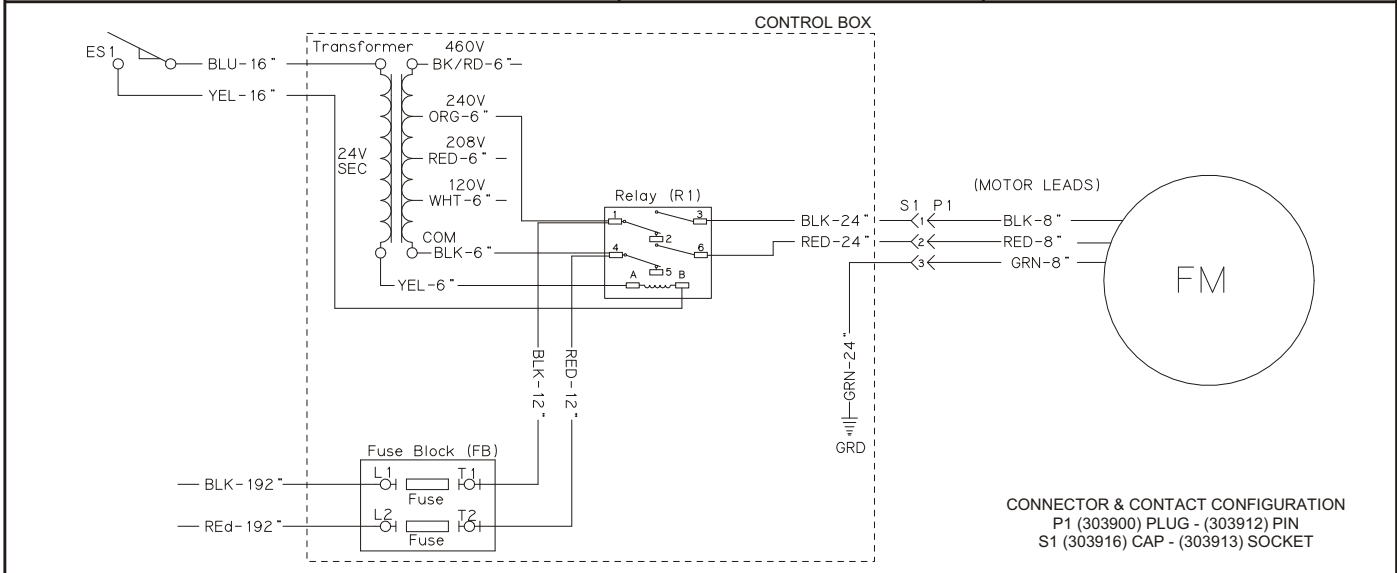 CONTROL BOX
Transformer
460V
BK/RD-6"
ES1
BLU-16"
YEL-16"
240V
ORG-6"
208V
RED-6"
24V
SEC
120V
WHT-6"
COM
BLK-6"
YEL-6"
Relay (R1)
1
3
2
4
6
5
A
B
BLK-24"
RED-24"
S1 P1
1
2
3
(MOTOR LEADS)
BLK-8"
RED-8"
GRN-8"
FM
BLK-12"
RED-12"
GRN-24"
GRD
Fuse Block (FB)
L1
T1
Fuse
L2
T2
Fuse
BLK-192"
REd-192"
CONNECTOR & CONTACT CONFIGURATION
P1 (303900) PLUG - (303912) PIN
S1 (303916) CAP - (303913) SOCKET